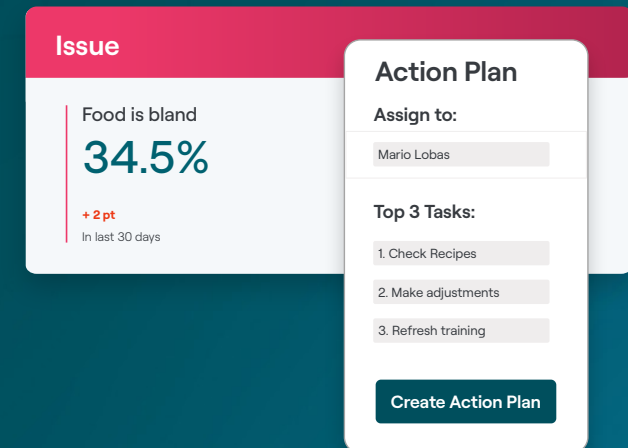 Issue
Food is bland
34.5%
+ 2 pt
In last 30 days
Action Plan
Assign to:
Mario Lobas
Top 3 Tasks:
1. Check Recipes
2. Make adjustments
3. Refresh training
Create Action Plan